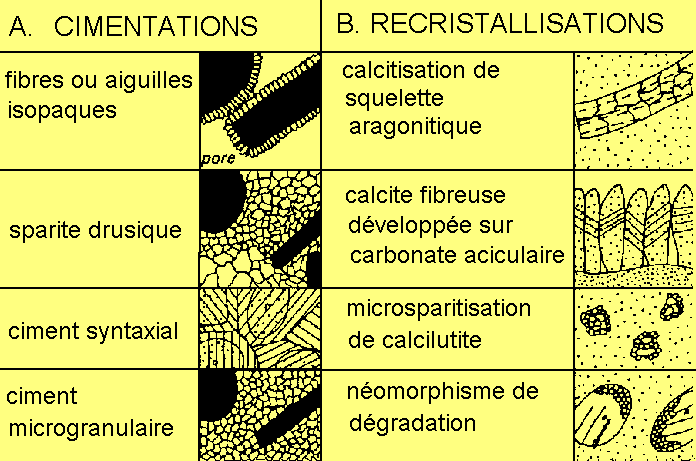 A. CIMENTATIONS
B. RECRISTALLISATIONS
fibres ou aiguilles
isopaques
pore
calcitisation de
squelette
aragonitique
sparite drusique
calcite fibreuse
développée sur
carbonate aciculaire
ciment syntaxial
microsparitisation
de calcilutite
ciment
microgranulaire
néomorphisme de
dégradation